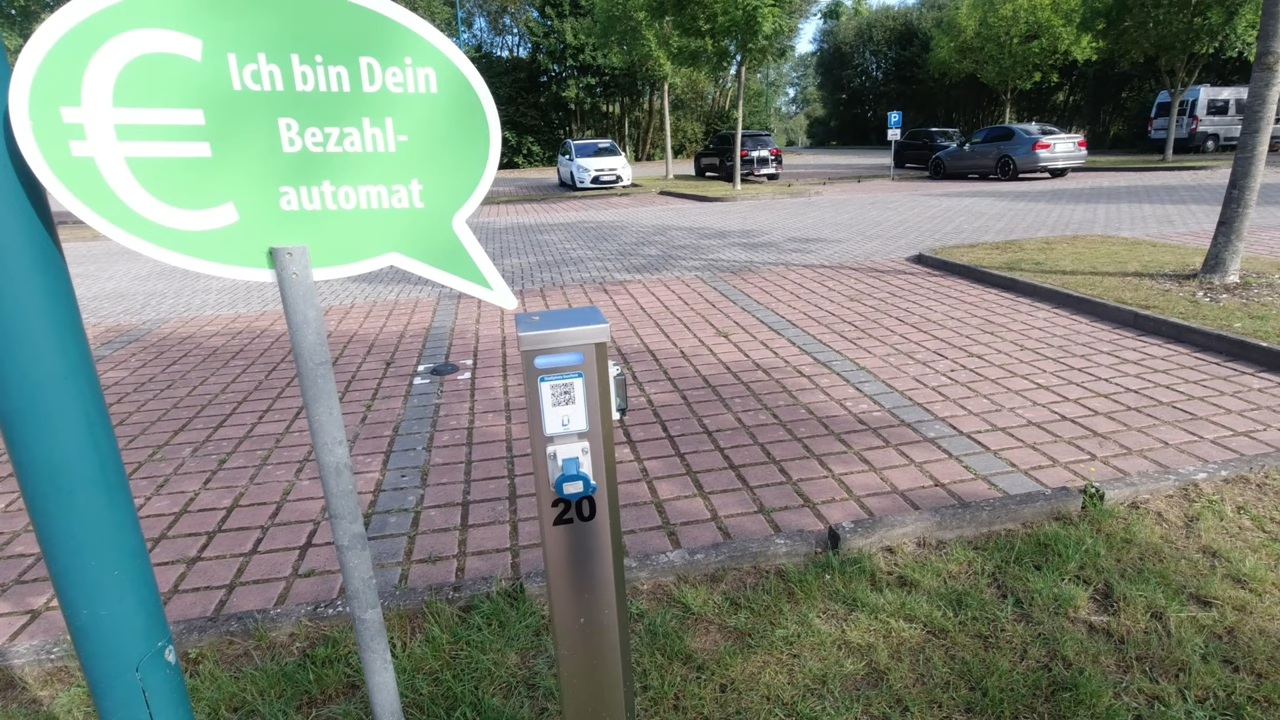 €
Ich bin Dein
Bezahl-
automat
P
20